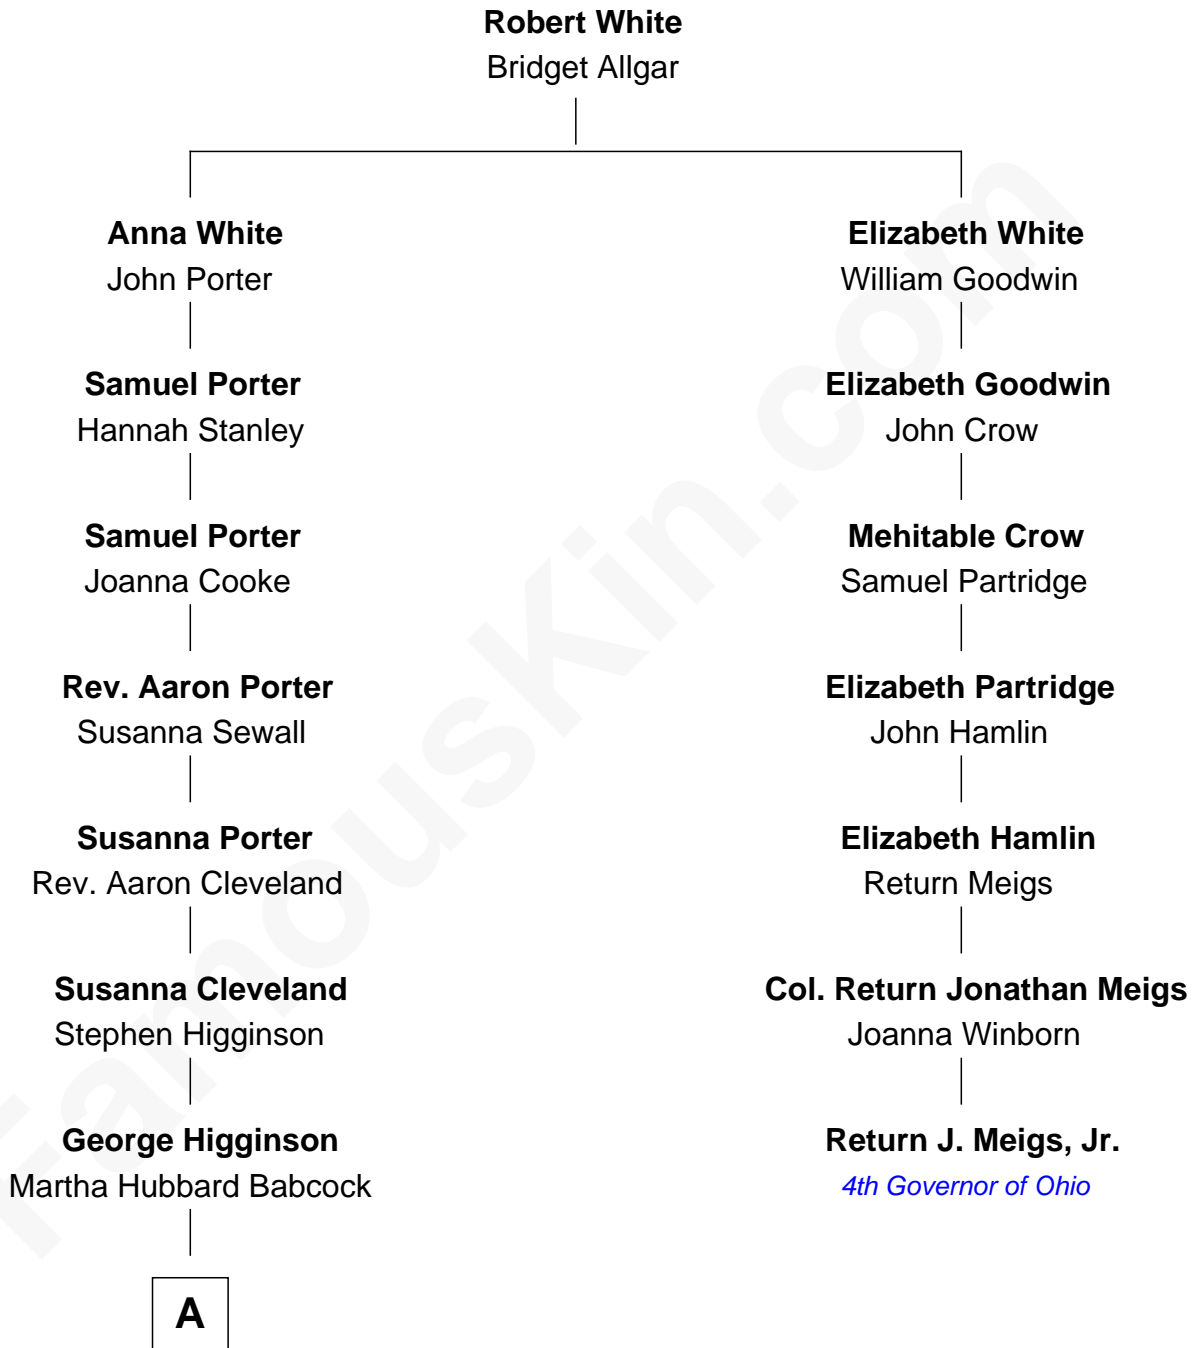 Robert White
Bridget Allgar
Anna White
John Porter
Samuel Porter
Hannah Stanley
Samuel Porter
Joanna Cooke
Rev. Aaron Porter
Susanna Sewall
Susanna Porter
Rev. Aaron Cleveland
Susanna Cleveland
Stephen Higginson
George Higginson
Martha Hubbard Babcock
A
Elizabeth White
William Goodwin
Elizabeth Goodwin
John Crow
Mehitable Crow
Samuel Partridge
Elizabeth Partridge
John Hamlin
Elizabeth Hamlin
Return Meigs
Col. Return Jonathan Meigs
Joanna Winborn
Return J. Meigs, Jr.
4th Governor of Ohio
FamousKin.com